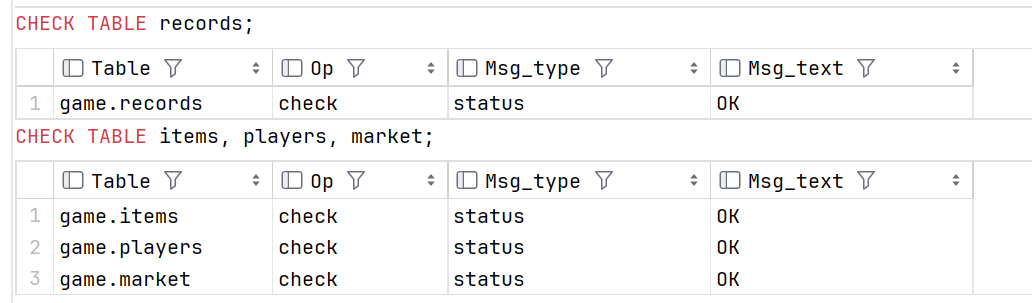 CHECK TABLE records;
Table Op Msg_type Msg_text
1 game.records check status OK
CHECK TABLE items, players, market;
Table Op Msg_type Msg_text
1 game.items check status OK
2 game.players check status OK
3 game.market check status OK